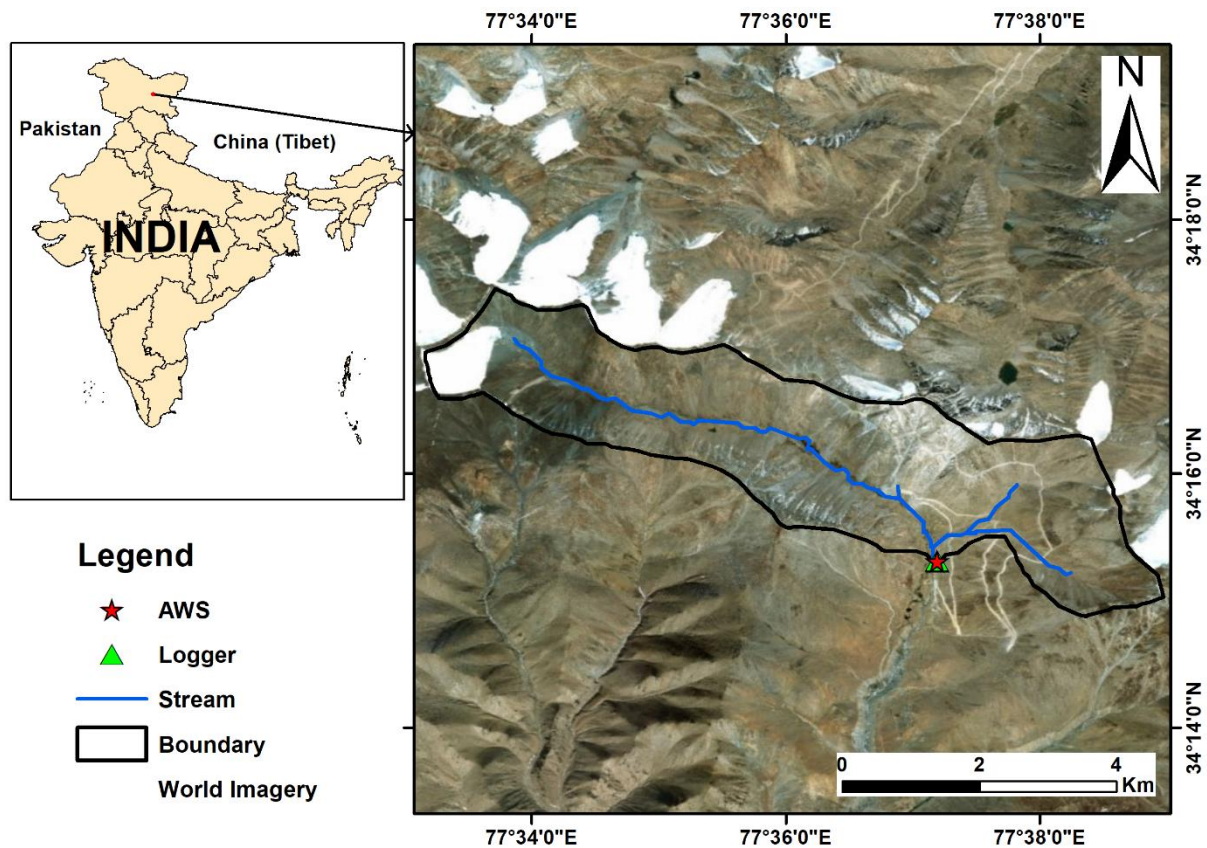 77°34'0"E
77°36'0"E
77°38'0"E
N
Pakistan
China (Tibet)
INDIA
34°18'0"N
34°16'0"N
34°14'0"N
Legend
AWS
Logger
Stream
Boundary
World Imagery
0 2 4
Km
77°34'0"E
77°36'0"E
77°38'0"E